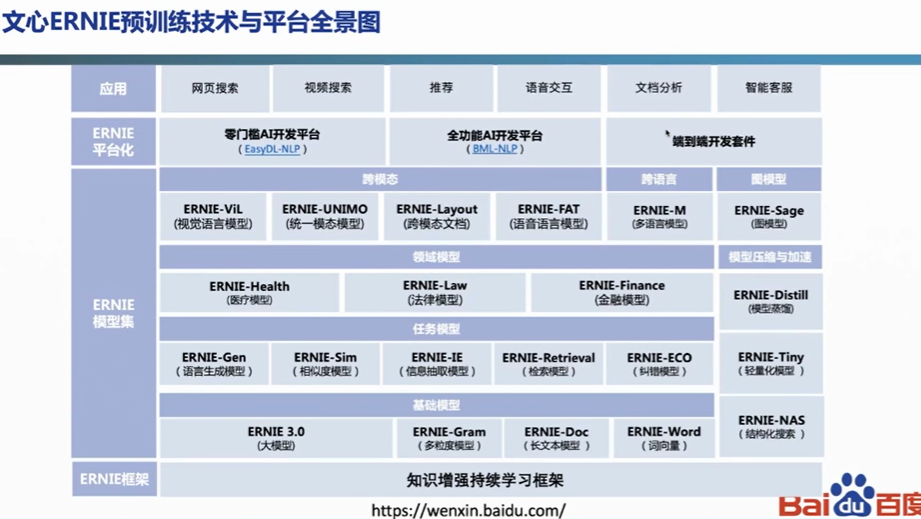 文心ERNIE预训练技术与平台全景图
应用
网页搜索
视频搜索
推荐
语音交互
文档分析
智能客服
ERNIE
平台化
零门槛AI开发平台
（EasyDL-NLP）
全功能AI开发平台
（BML-NLP）
端到端开发套件
ERNIE
模型集
跨模态
跨语言
图模型
ERNIE-ViL
(视觉语言模型)
ERNIE-UNIMO
(统一模态模型)
ERNIE-Layout
(跨模态文档)
ERNIE-FAT
(语音语言模型)
ERNIE-M
(多语言模型)
ERNIE-Sage
(图模型)
领域模型
模型压缩与加速
ERNIE-Health
(医疗模型)
ERNIE-Law
(法律模型)
ERNIE-Finance
(金融模型)
ERNIE-Distill
(模型蒸馏)
任务模型
ERNIE-Gen
（语言生成模型）
ERNIE-Sim
（相似度模型）
ERNIE-IE
（信息抽取模型）
ERNIE-Retrieval
（检索模型）
ERNIE-ECO
（纠错模型）
ERNIE-Tiny
（轻量化模型 ）
基础模型
ERNIE 3.0
(大模型)
ERNIE-Gram
（多粒度模型）
ERNIE-Doc
（长文本模型 ）
ERNIE-Word
（词向量）
ERNIE-NAS
（结构化搜索 ）
ERNIE框架
知识增强持续学习框架
https://wenxin.baidu.com/
Bai du 百度